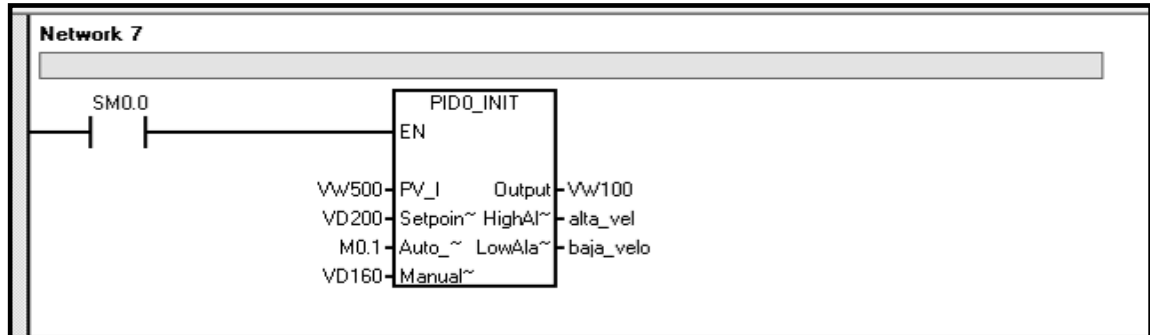 Network 7
SM0.0 PID0_INIT
EN
VW500 PV_I Output VW100
VD200 Setpoin~ HighAl~ alta_vel
M0.1 Auto_~ LowAla~ baja_velo
VD160 Manual~